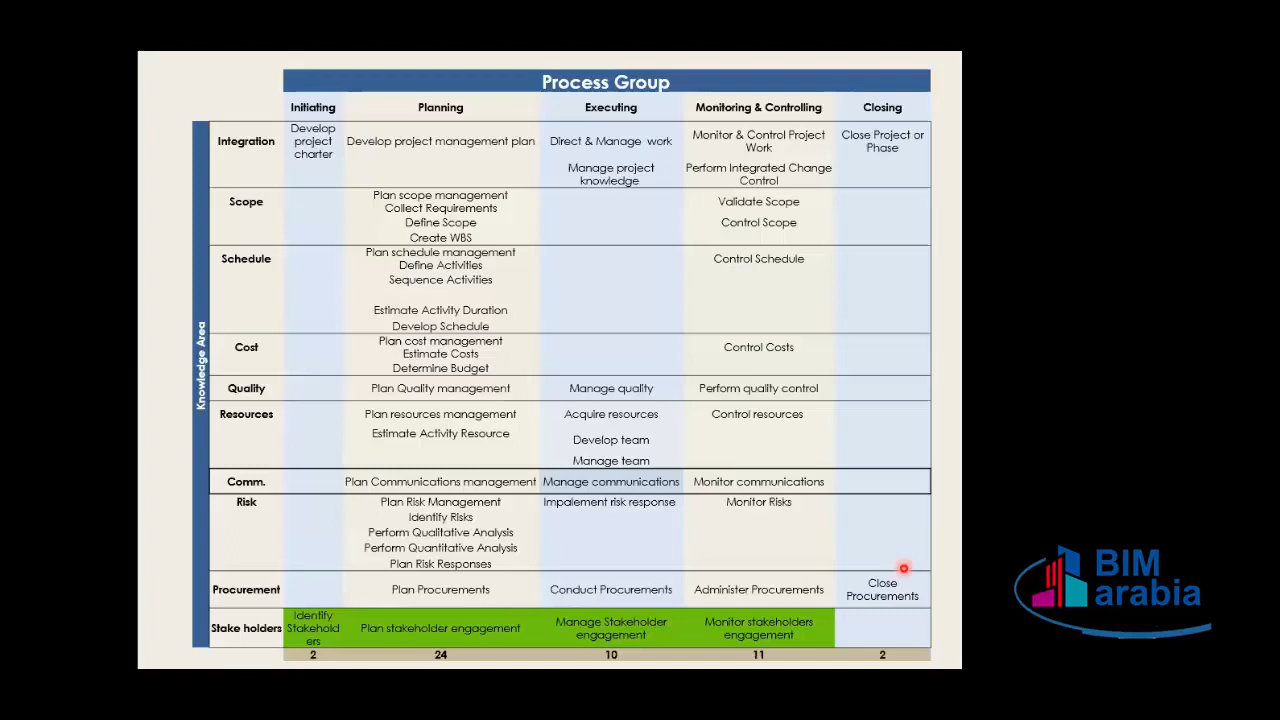 Process Group
Initiating Planning Executing Monitoring & Controlling Closing
Knowledge Area
Integration
Develop
project
charter
Develop project management plan
Direct & Manage work
Manage project
knowledge
Monitor & Control Project
Work
Perform Integrated Change
Control
Close Project or
Phase
Scope
Plan scope management
Collect Requirements
Define Scope
Create WBS
Validate Scope
Control Scope
Schedule
Plan schedule management
Define Activities
Sequence Activities
Estimate Activity Duration
Develop Schedule
Control Schedule
Cost
Plan cost management
Estimate Costs
Determine Budget
Control Costs
Quality
Plan Quality management
Manage quality
Perform quality control
Resources
Plan resources management
Estimate Activity Resource
Acquire resources
Develop team
Manage team
Control resources
Comm.
Plan Communications management
Manage communications
Monitor communications
Risk
Plan Risk Management
Identify Risks
Perform Qualitative Analysis
Perform Quantitative Analysis
Plan Risk Responses
Impalement risk response
Monitor Risks
Procurement
Plan Procurements
Conduct Procurements
Administer Procurements
Close
Procurements
Stake holders
Identify
Stakehold
ers
Plan stakeholder engagement
Manage Stakeholder
engagement
Monitor stakeholders
engagement
2 24 10 11 2
BIM
arabia